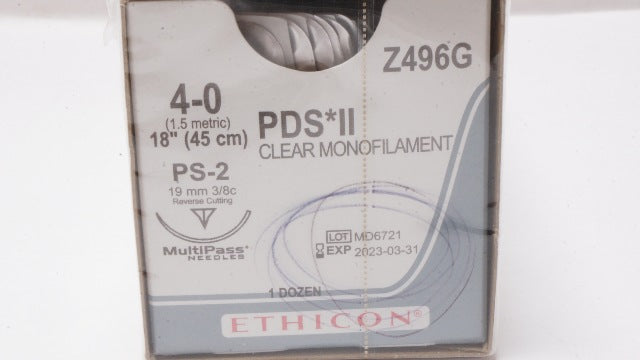 Z496G
4-0
(1.5 metric)
18" (45 cm)
PDS*II
CLEAR MONOFILAMENT
PS-2
19 mm 3/8c
Reverse Cutting
MultiPass*
NEEDLES
LOT MD6721
EXP 2023-03-31
1 DOZEN
ETHICON®